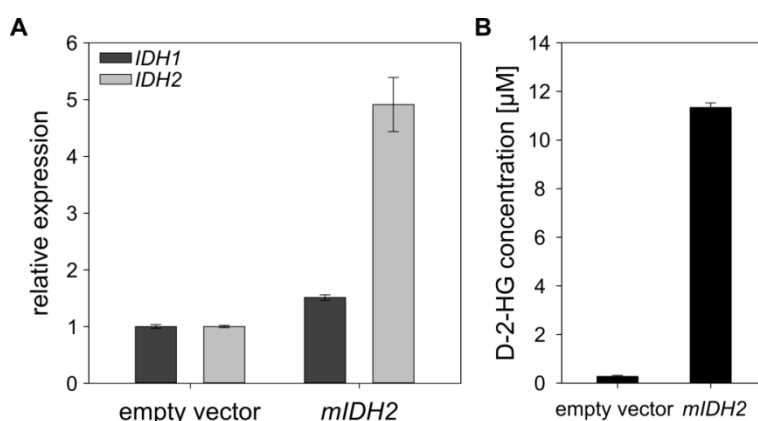 A
relative expression
6
5
4
3
2
1
0
IDH1
IDH2
empty vector
mIDH2
B
D-2-HG concentration [µM]
14
12
10
8
6
4
2
0
empty vector
mIDH2